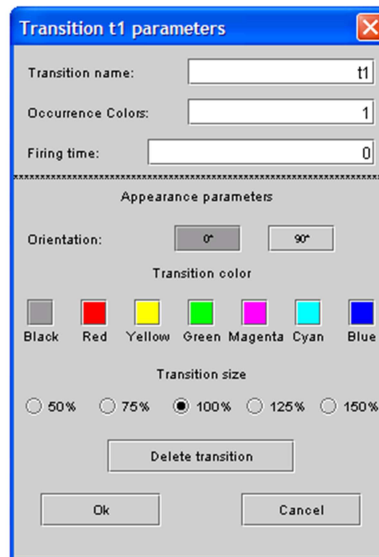 Transition t1 parameters
Transition name: t1
Occurrence Colors: 1
Firing time: 0
Appearance parameters
Orientation: 0° 90°
Transition color
Black Red Yellow Green Magenta Cyan Blue
Transition size
50% 75% 100% 125% 150%
Delete transition
Ok Cancel